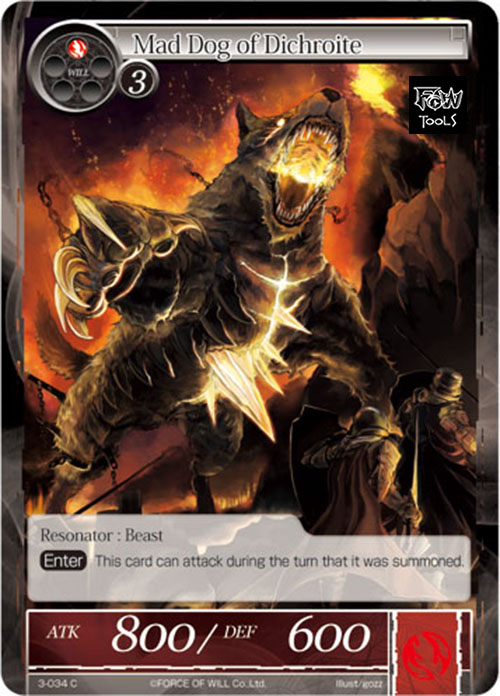 Mad Dog of Dichroite
WILL
3
FOW
TOOLS
Resonator : Beast
Enter This card can attack during the turn that it was summoned.
ATK 800 / DEF 600
3-034 C ©FORCE OF WILL Co.,Ltd. Illust/gozz